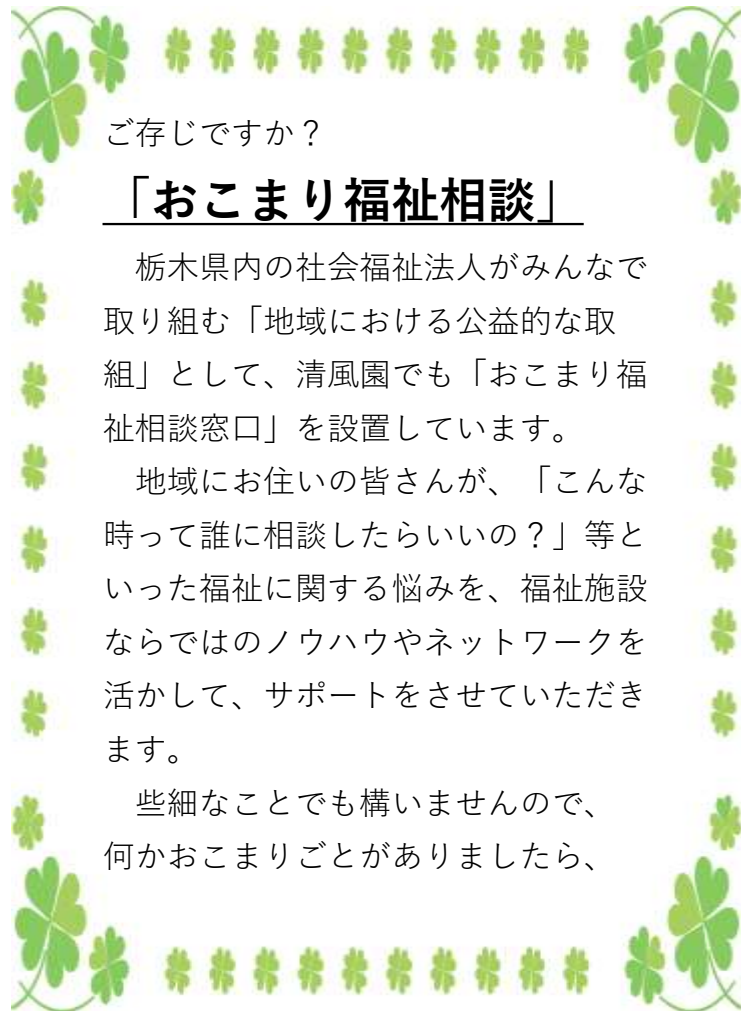 ご存じですか？
「おこまり福祉相談」
　栃木県内の社会福祉法人がみんなで
取り組む「地域における公益的な取
組」として、清風園でも「おこまり福
祉相談窓口」を設置しています。
　地域にお住いの皆さんが、「こんな
時って誰に相談したらいいの？」等と
いった福祉に関する悩みを、福祉施設
ならではのノウハウやネットワークを
活かして、サポートをさせていただき
ます。
　些細なことでも構いませんので、
何かおこまりごとがありましたら、